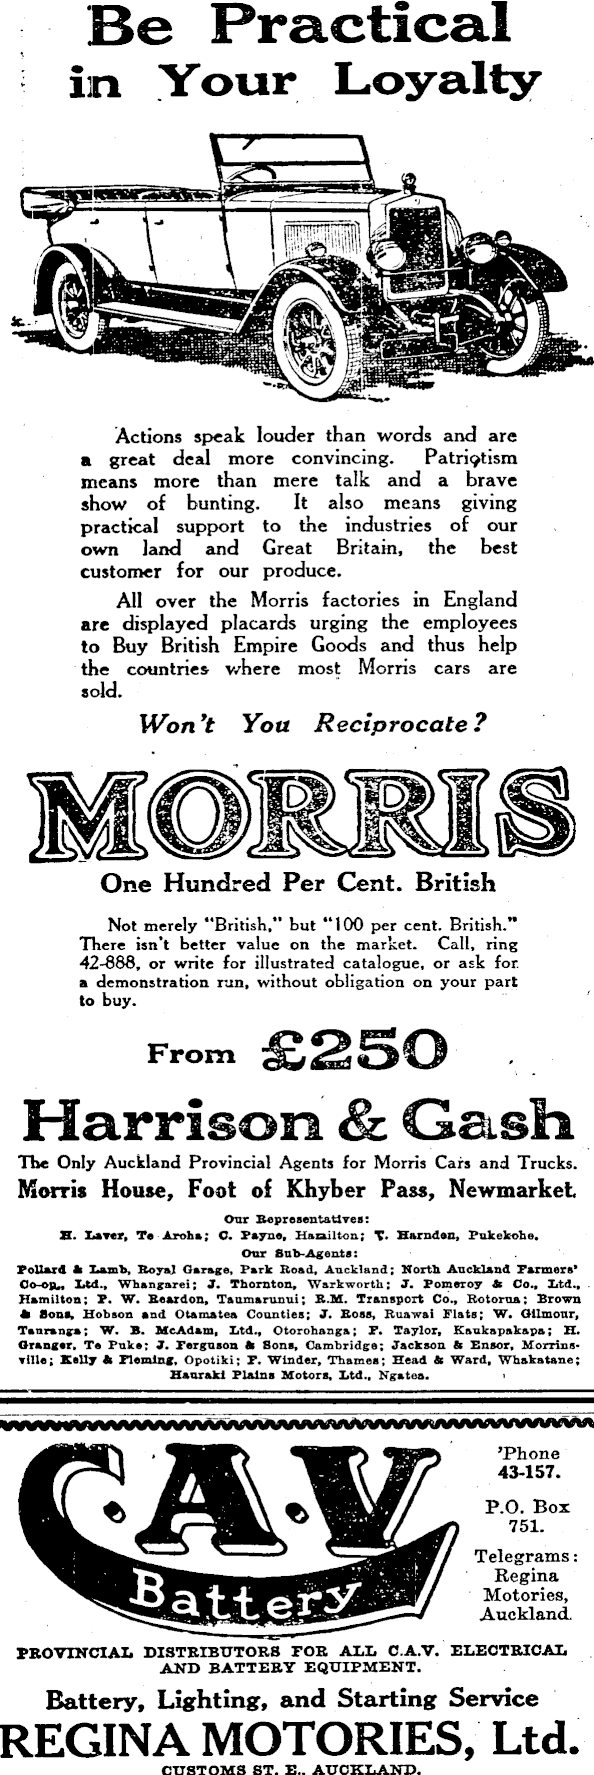 Be Practical
in Your Loyalty
Actions speak louder than words and are
a great deal more convincing. Patriotism
means more than mere talk and a brave
show of bunting. It also means giving
practical support to the industries of our
own land and Great Britain, the best
customer for our produce.
All over the Morris factories in England
are displayed placards urging the employees
to Buy British Empire Goods and thus help
the countries where most Morris cars are
sold.
Won't You Reciprocate?
MORRIS
One Hundred Per Cent. British
Not merely "British," but "100 per cent. British."
There isn't better value on the market. Call, ring
42-888, or write for illustrated catalogue, or ask for
a demonstration run, without obligation on your part
to buy.
From £250
Harrison & Gash
The Only Auckland Provincial Agents for Morris Cars and Trucks.
Morris House, Foot of Khyber Pass, Newmarket.
Our Representatives:
H. Laver, Te Aroha; C. Payne, Hamilton; T. Harnden, Pukekohe.
Our Sub-Agents:
Pollard & Lamb, Royal Garage, Park Road, Auckland; North Auckland Farmers'
Co-op., Ltd., Whangarei; J. Thornton, Warkworth; J. Pomeroy & Co., Ltd.,
Hamilton; P. W. Reardon, Taumarunui; R.M. Transport Co., Rotorua; Brown
& Sons, Hobson and Otamatea Counties; J. Ross, Ruawai Flats; W. Gilmour,
Tauranga; W. B. McAdam, Ltd., Otorohanga; F. Taylor, Kaukapakapa; H.
Granger, Te Puke; J. Ferguson & Sons, Cambridge; Jackson & Ensor, Morrins-
ville; Kelly & Fleming, Opotiki; F. Winder, Thames; Head & Ward, Whakatane;
Hauraki Plains Motors, Ltd., Ngatea.
C.A.V
Battery
'Phone
43-157.
P.O. Box
751.
Telegrams:
Regina
Motories,
Auckland.
PROVINCIAL DISTRIBUTORS FOR ALL C.A.V. ELECTRICAL
AND BATTERY EQUIPMENT.
Battery, Lighting, and Starting Service
REGINA MOTORIES, Ltd.
CUSTOMS ST. E., AUCKLAND.